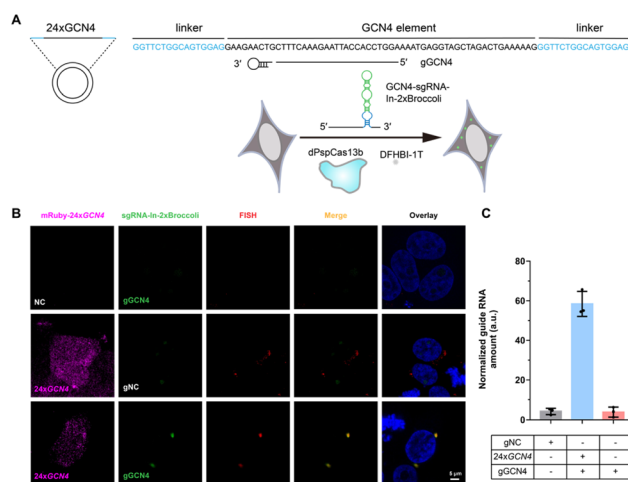 A
24xGCN4
linker
GCN4 element
linker
GGTTCTGGCAGTGGAGGAAGAACTGCTTTCAAAGAATTACCACCTGGAAAATGAGGTAGCTAGACTGAAAAAGGGTTCTGGCAGTGGAG
3′ 5′ gGCN4
GCN4-sgRNA-
In-2xBroccoli
5′ 3′
dPspCas13b
DFHBI-1T
B
mRuby-24xGCN4 sgRNA-In-2xBroccoli FISH Merge Overlay
NC gGCN4
24xGCN4 gNC
24xGCN4 gGCN4
5 µm
C
Normalized guide RNA
amount (a.u.)
80
60
40
20
0
gNC + - -
24xGCN4 - + -
gGCN4 - + +